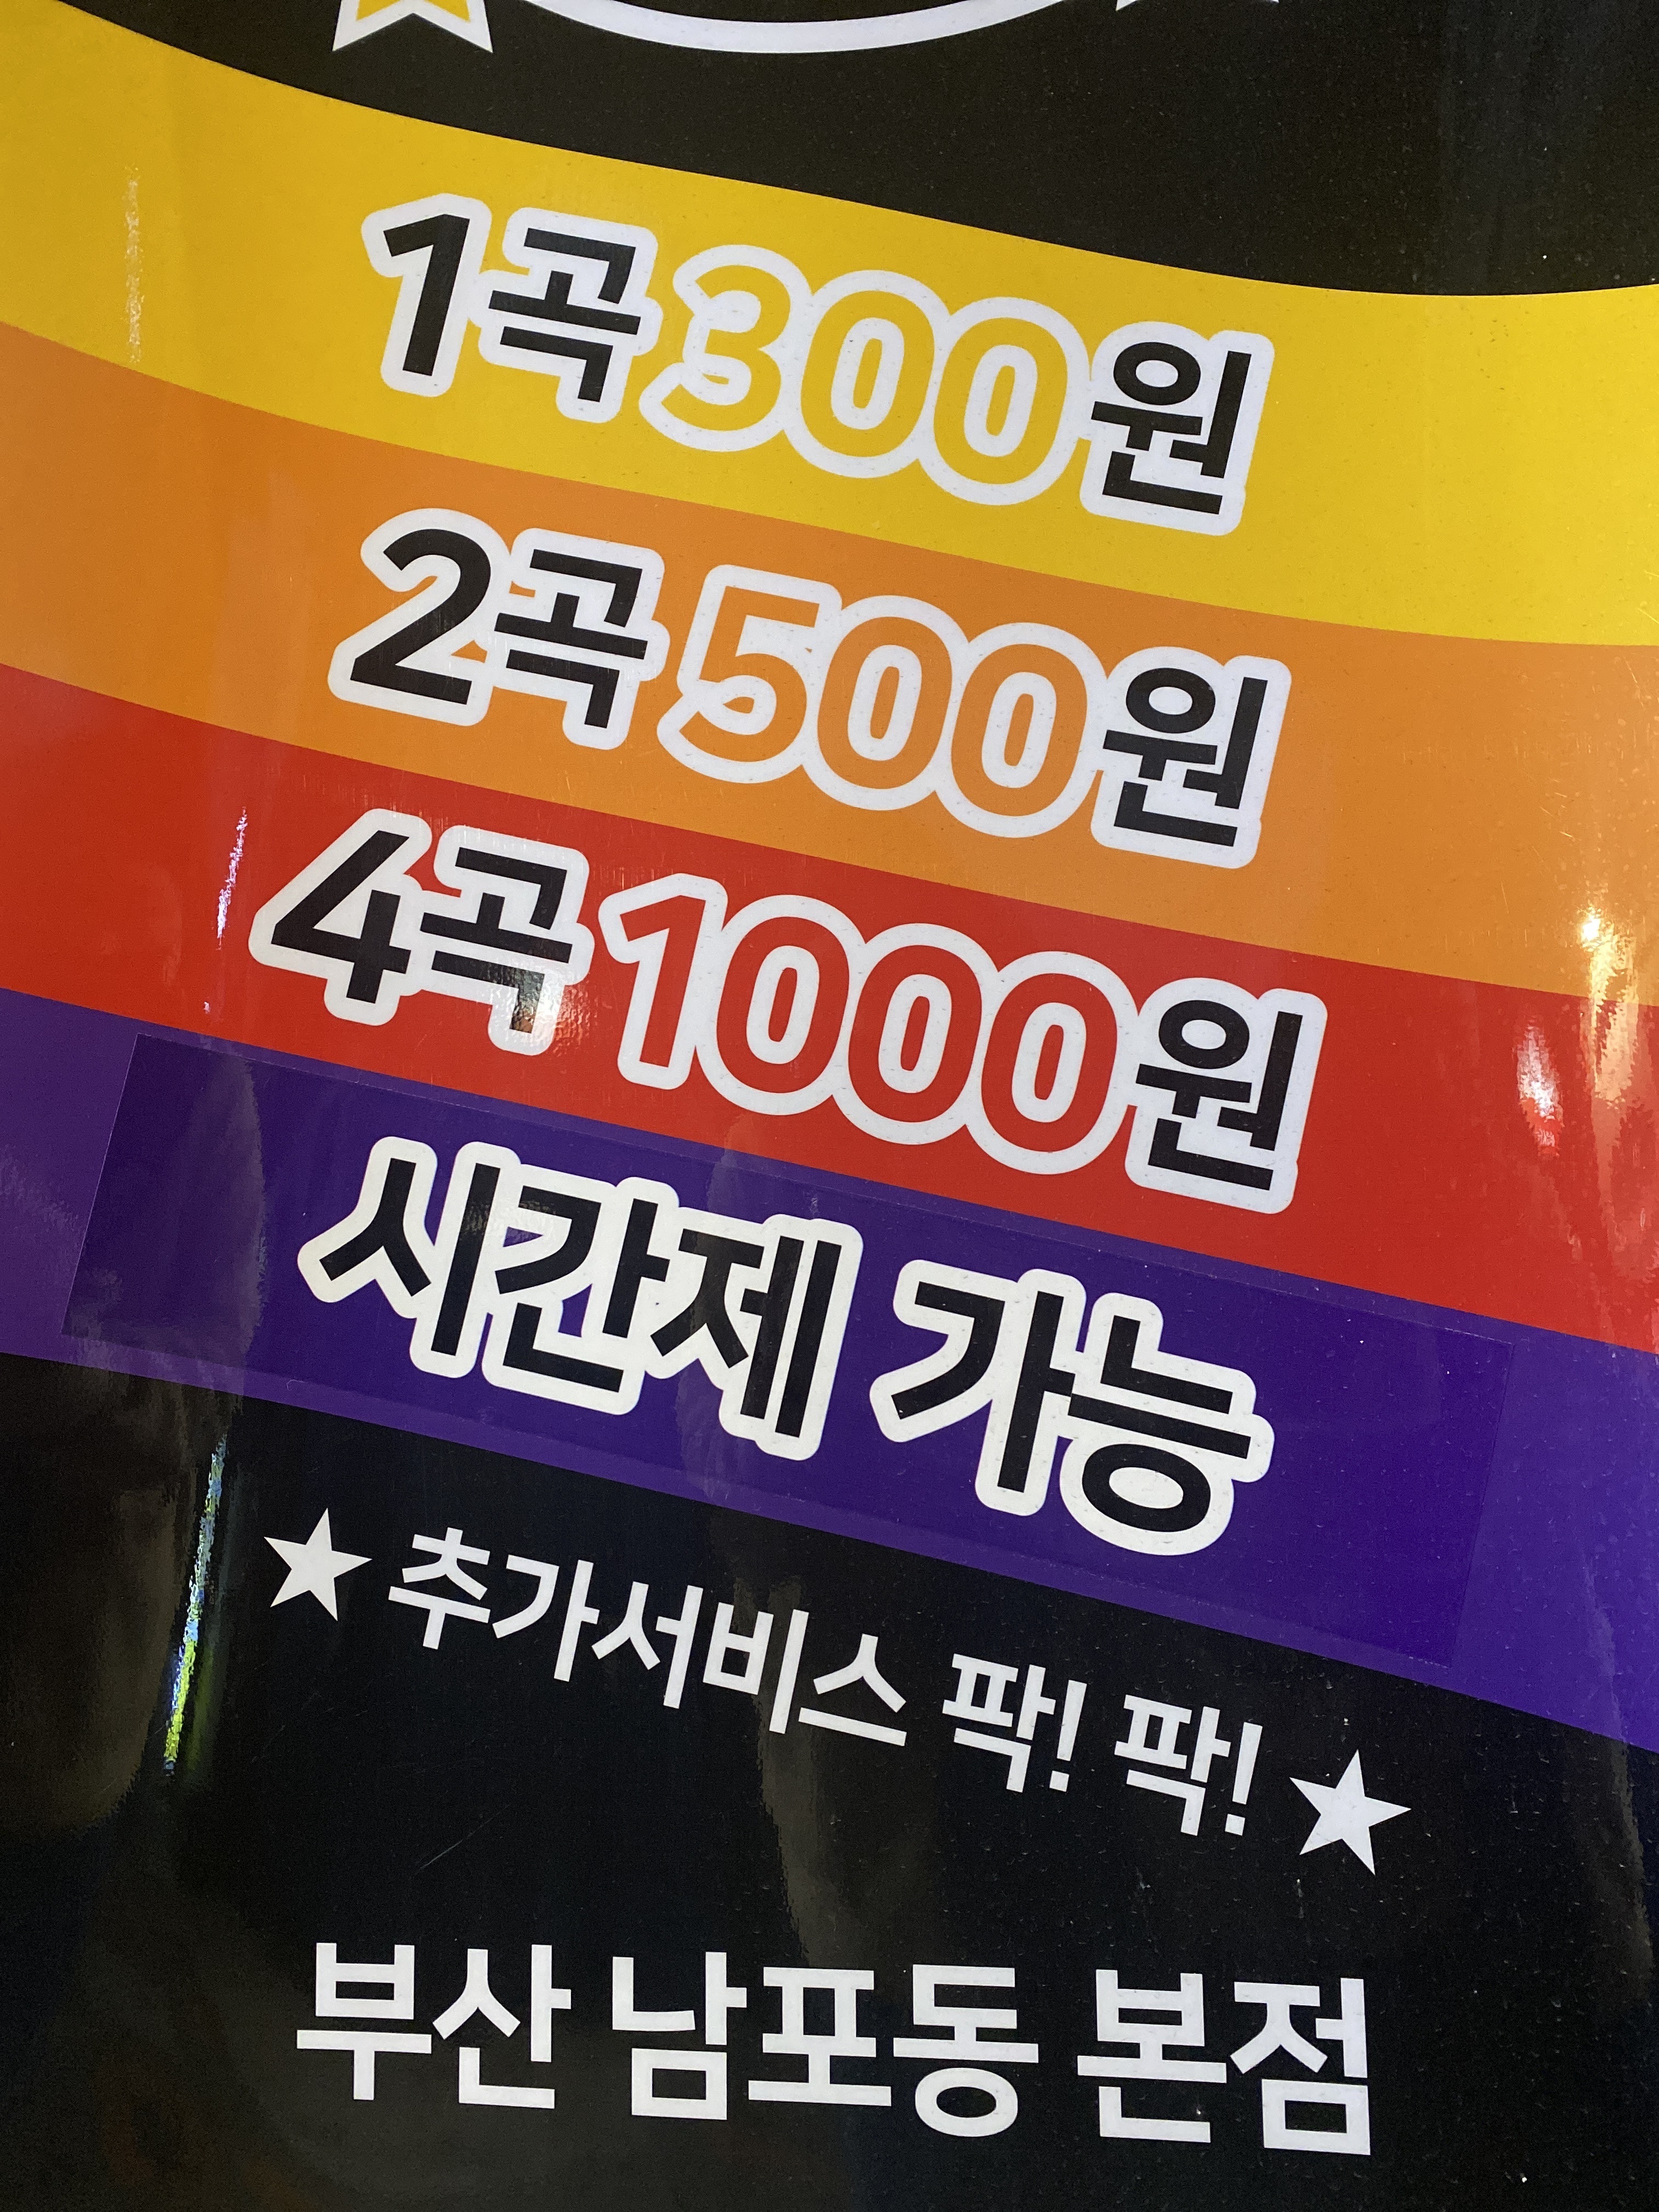 1곡 300원
2곡 500원
4곡 1000원
시간제 가능
★ 추가서비스 팍! 팍! ★
부산 남포동 본점